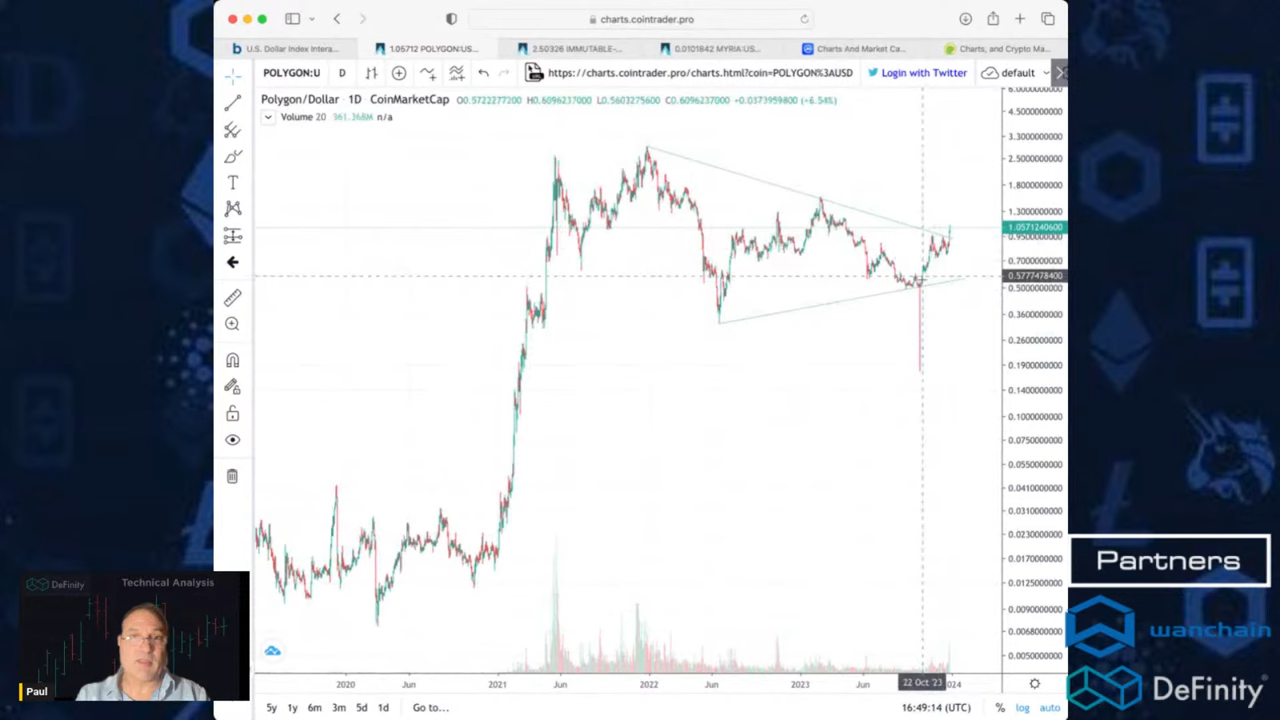 charts.cointrader.pro
U.S. Dollar Index Intera...
1.05712 POLYGON:US...
2.50326 IMMUTABLE-...
0.0101842 MYRIA:US...
Charts And Market Ca...
Charts, and Crypto Ma...
POLYGON:U
D
https://charts.cointrader.pro/charts.html?coin=POLYGON%3AUSD
Login with Twitter
default
Polygon/Dollar · 1D · CoinMarketCap O0.5722277200 H0.6096237000 L0.5603275600 C0.6096237000 +0.0373959800 (+6.54%)
Volume 20 361.368M n/a
6.0000000000
4.5000000000
3.3000000000
2.5000000000
1.8000000000
1.3000000000
1.0571240600
0.9500000000
0.7000000000
0.5777478400
0.5000000000
0.3600000000
0.2600000000
0.1900000000
0.1400000000
0.1000000000
0.0750000000
0.0550000000
0.0410000000
0.0310000000
0.0230000000
0.0170000000
0.0125000000
0.0090000000
0.0068000000
0.0050000000
2020
Jun
2021
Jun
2022
Jun
2023
Jun
22 Oct '23
024
5y 1y 6m 3m 5d 1d Go to...
16:49:14 (UTC)
% log auto
DeFinity
Technical Analysis
Paul
Partners
wanchain
DeFinity